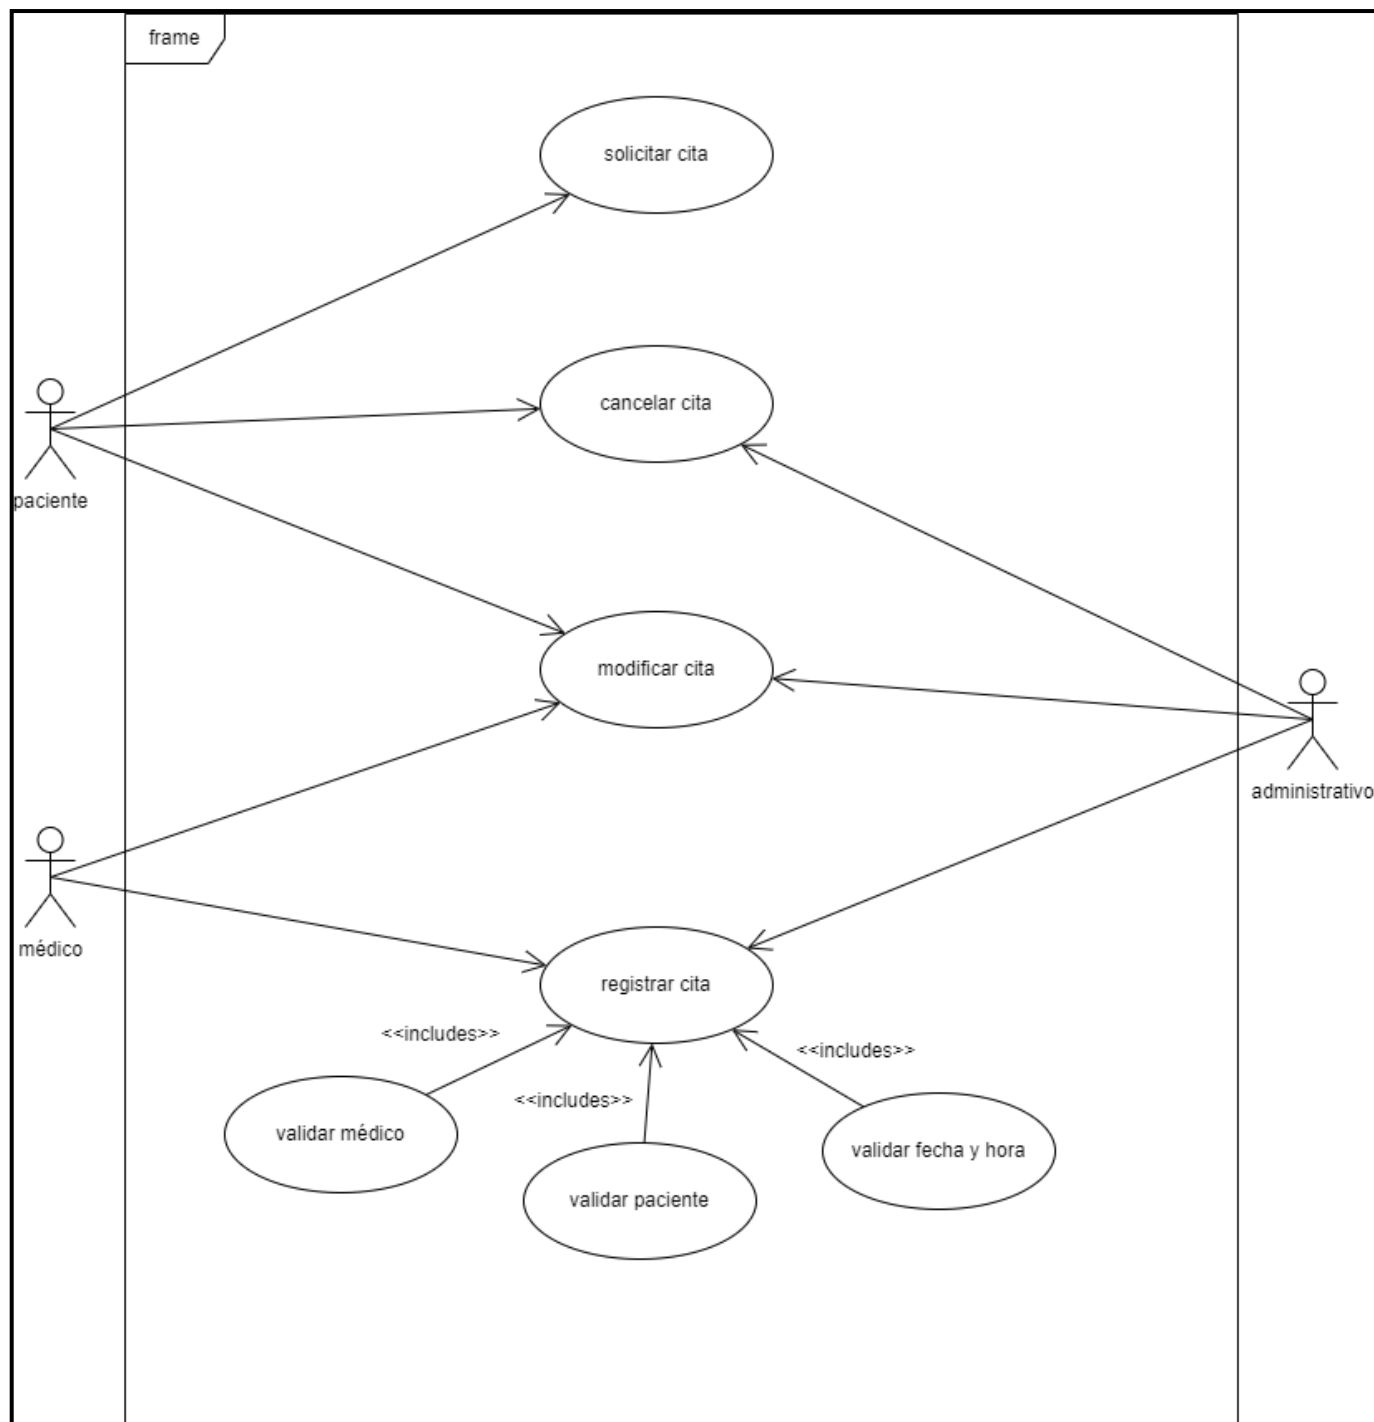 frame
solicitar cita
cancelar cita
paciente
modificar cita
administrativo
médico
registrar cita
<<includes>>
<<includes>>
<<includes>>
validar médico
validar fecha y hora
validar paciente